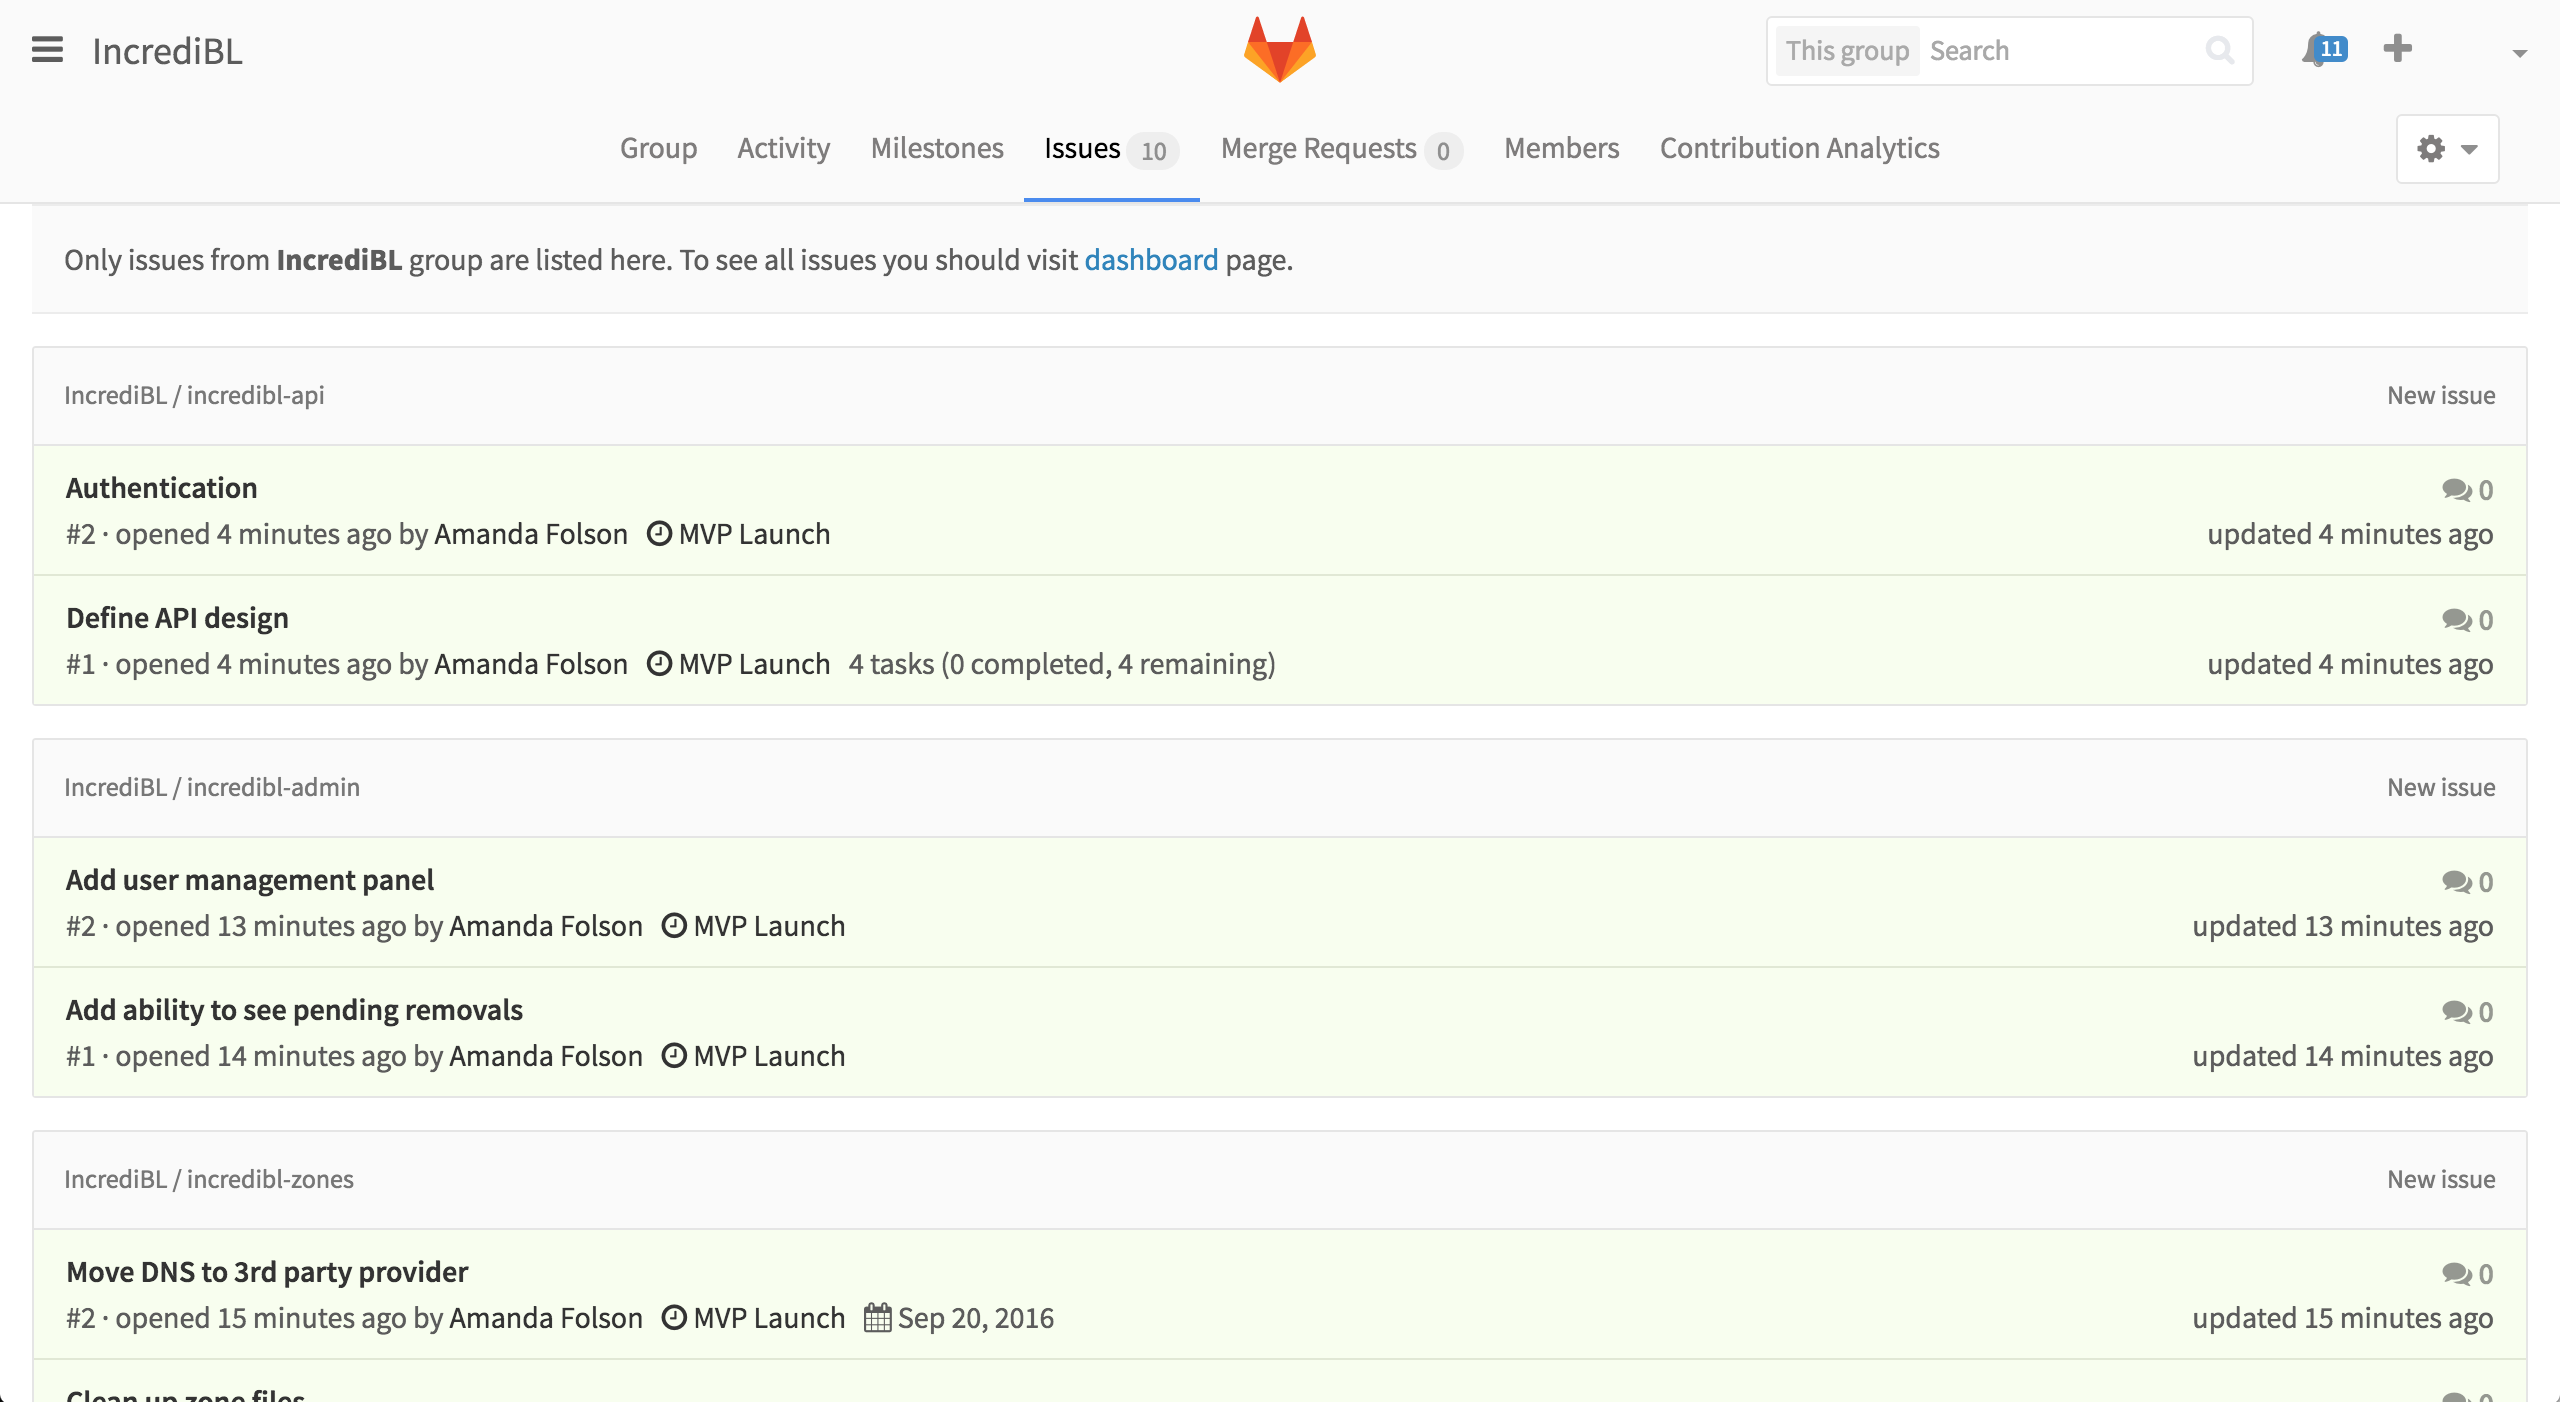 IncrediBL
This group Search
11
Group Activity Milestones Issues 10 Merge Requests 0 Members Contribution Analytics
Only issues from IncrediBL group are listed here. To see all issues you should visit dashboard page.
IncrediBL / incredibl-api New issue
Authentication 0
#2 · opened 4 minutes ago by Amanda Folson MVP Launch updated 4 minutes ago
Define API design 0
#1 · opened 4 minutes ago by Amanda Folson MVP Launch 4 tasks (0 completed, 4 remaining) updated 4 minutes ago
IncrediBL / incredibl-admin New issue
Add user management panel 0
#2 · opened 13 minutes ago by Amanda Folson MVP Launch updated 13 minutes ago
Add ability to see pending removals 0
#1 · opened 14 minutes ago by Amanda Folson MVP Launch updated 14 minutes ago
IncrediBL / incredibl-zones New issue
Move DNS to 3rd party provider 0
#2 · opened 15 minutes ago by Amanda Folson MVP Launch Sep 20, 2016 updated 15 minutes ago
Clean up zone files 0